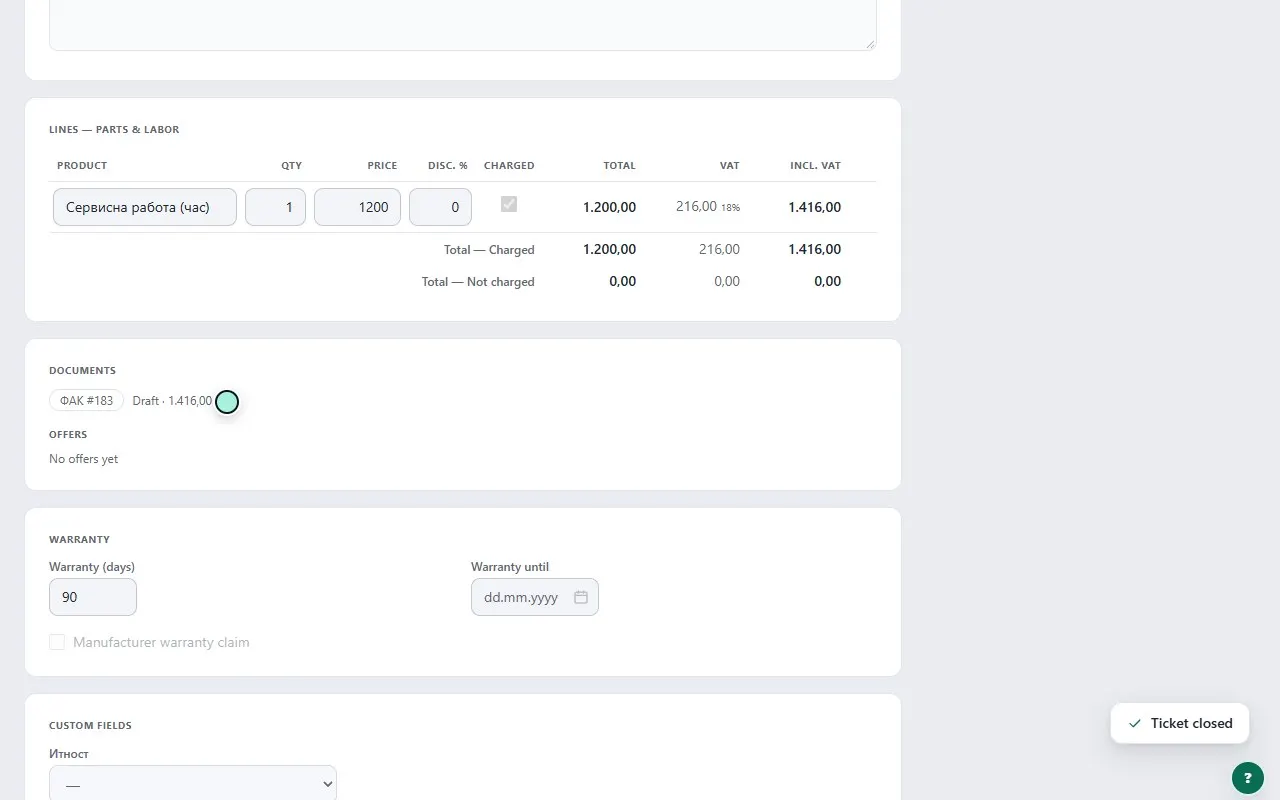 LINES — PARTS & LABOR
PRODUCT QTY PRICE DISC. % CHARGED TOTAL VAT INCL. VAT
Сервисна работа (час) 1 1200 0 1.200,00 216,00 18% 1.416,00
Total — Charged 1.200,00 216,00 1.416,00
Total — Not charged 0,00 0,00 0,00
DOCUMENTS
ФАК #183 Draft · 1.416,00
OFFERS
No offers yet
WARRANTY
Warranty (days) Warranty until
90 dd.mm.yyyy
Manufacturer warranty claim
CUSTOM FIELDS
Ticket closed
Итност
—
?